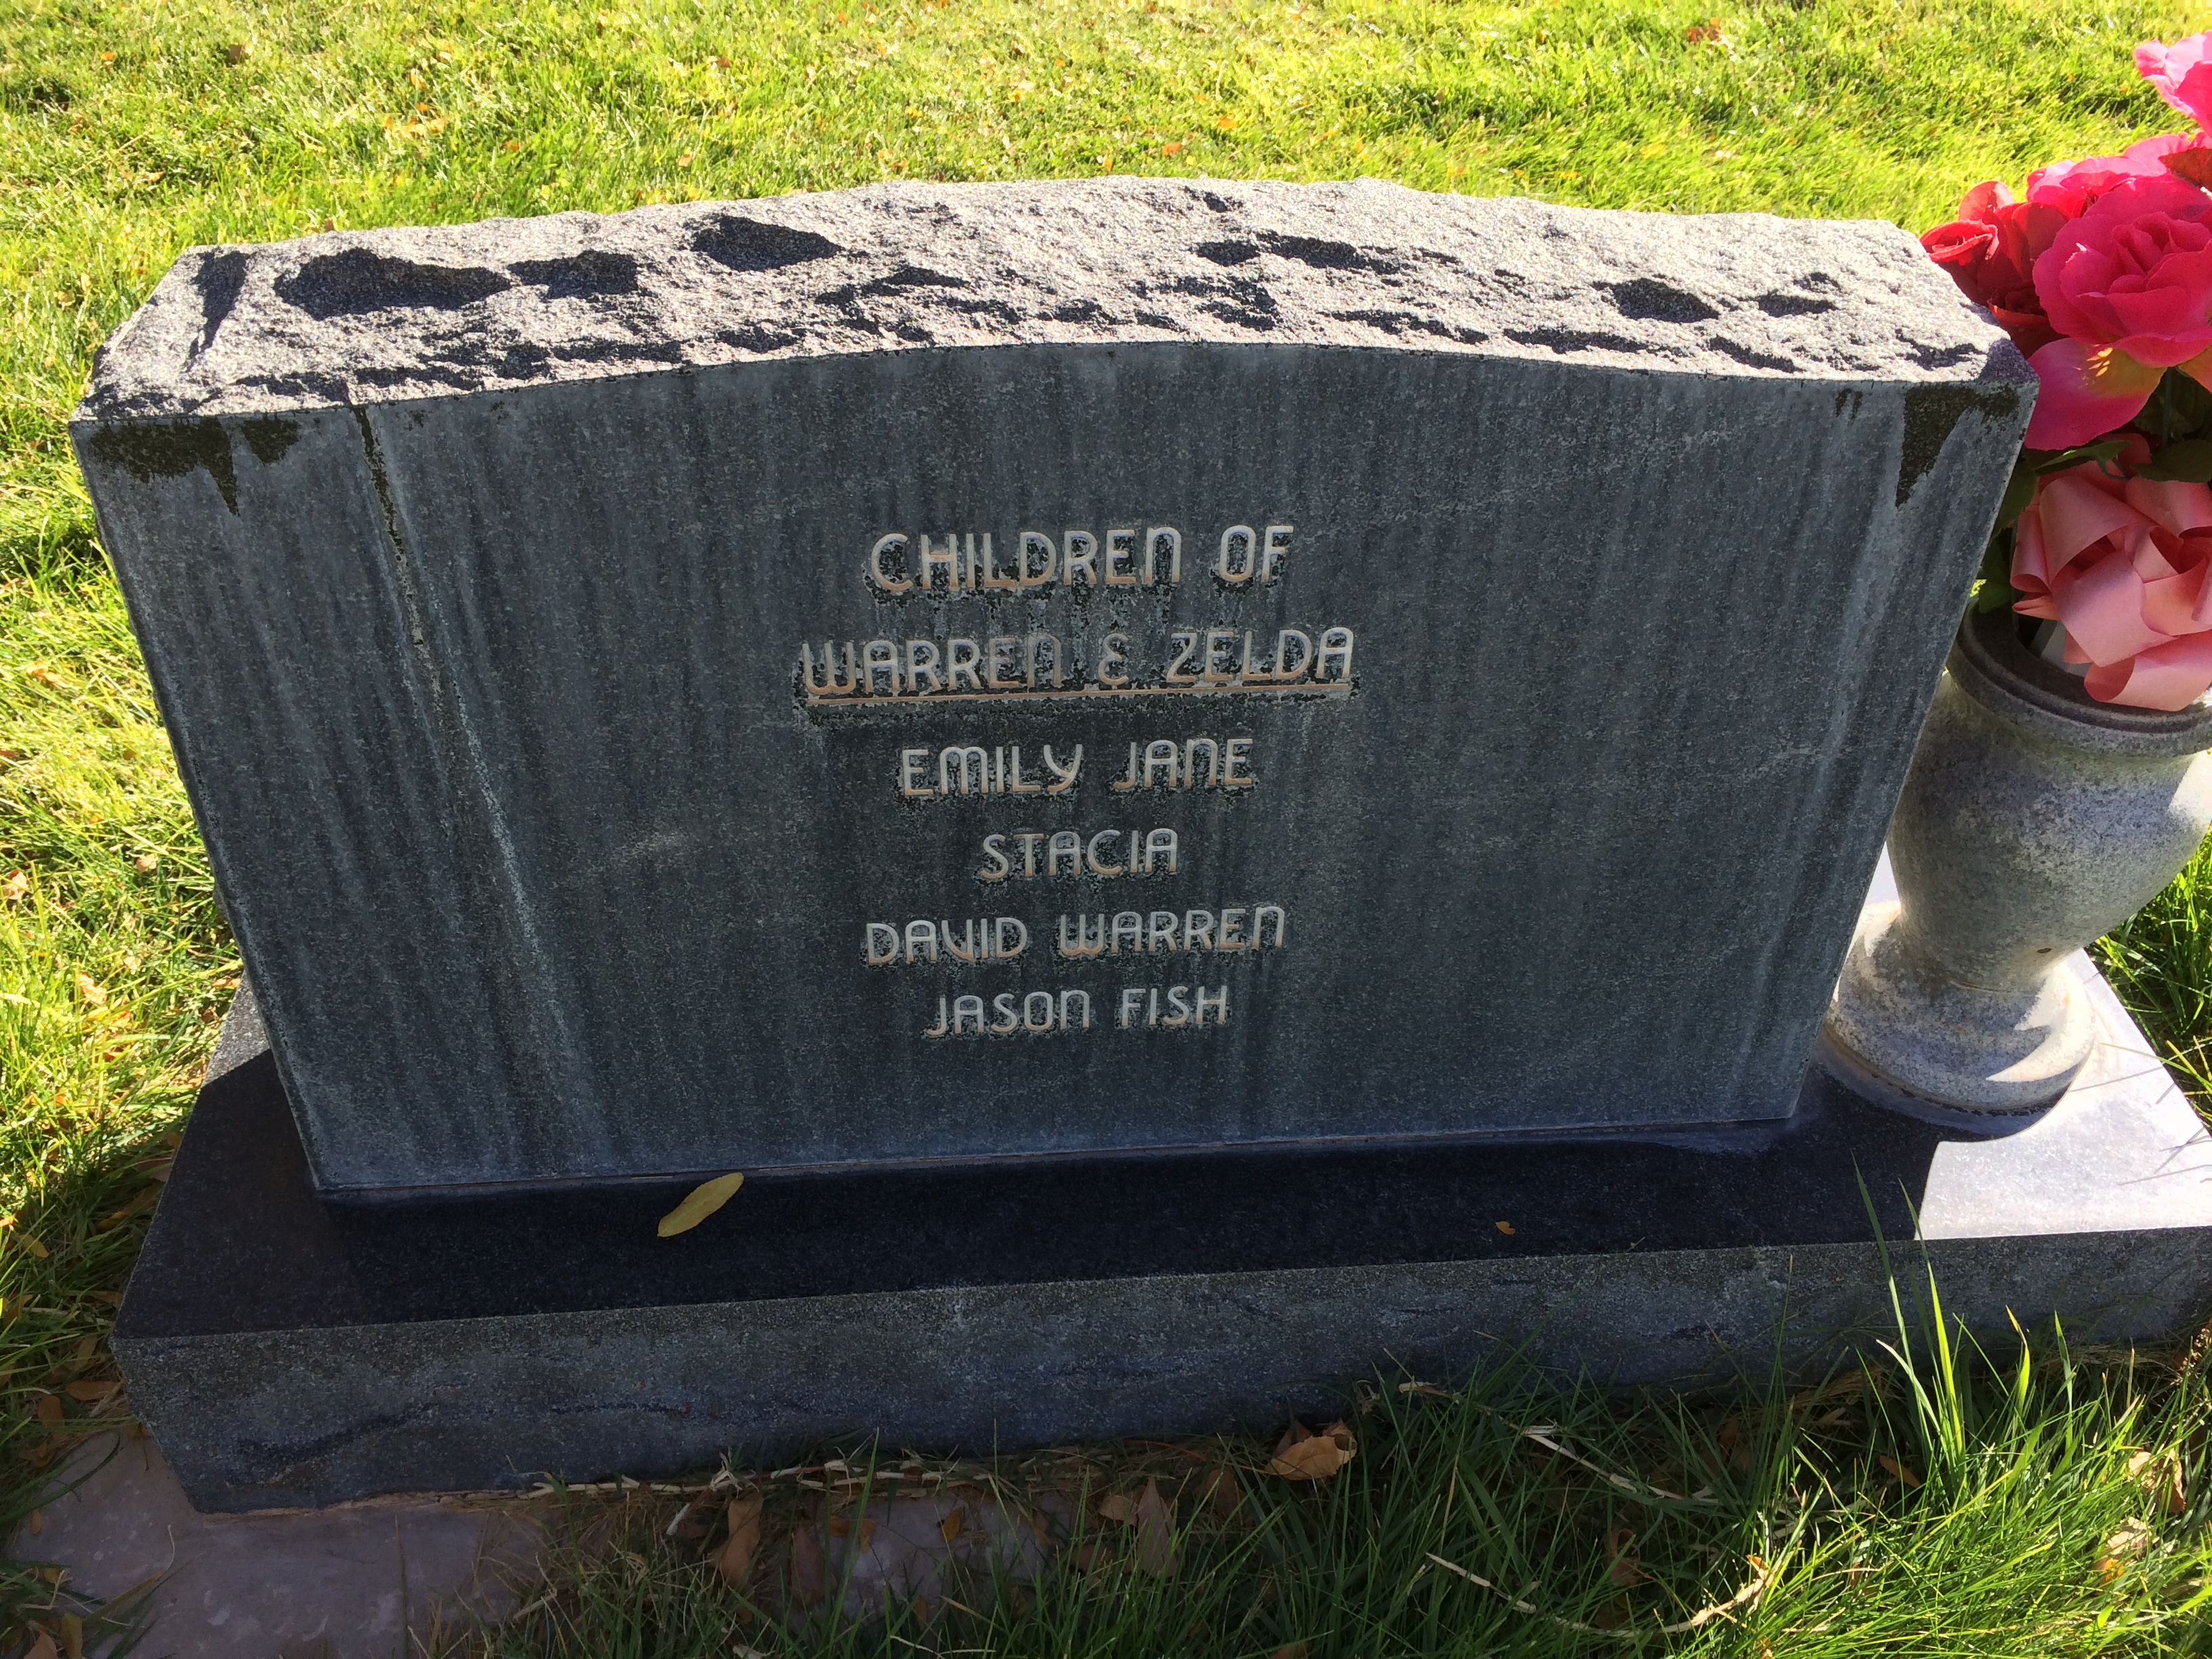 CHILDREN OF
WARREN & ZELDA
EMILY JANE
STACIA
DAVID WARREN
JASON FISH